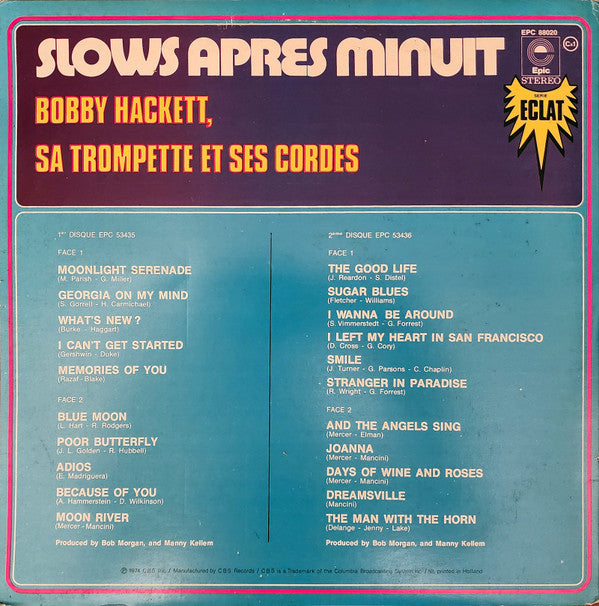 SLOWS APRES MINUIT
EPC 88020
Epic
STEREO
C+1
SERIE
ECLAT
BOBBY HACKETT,
SA TROMPETTE ET SES CORDES
1er DISQUE EPC 53435
FACE 1
MOONLIGHT SERENADE
(M. Parish - G. Miller)
GEORGIA ON MY MIND
(S. Gorrell - H. Carmichael)
WHAT'S NEW ?
(Burke - Haggart)
I CAN'T GET STARTED
(Gershwin - Duke)
MEMORIES OF YOU
(Razaf - Blake)
FACE 2
BLUE MOON
(L. Hart - R. Rodgers)
POOR BUTTERFLY
(J. L. Golden - R. Hubbell)
ADIOS
(E. Madriguera)
BECAUSE OF YOU
(A. Hammerstein - D. Wilkinson)
MOON RIVER
(Mercer-Mancini)
Produced by Bob Morgan, and Manny Kellem
2ème DISQUE EPC 53436
FACE 1
THE GOOD LIFE
(J. Reardon - S. Distel)
SUGAR BLUES
(Fletcher - Williams)
I WANNA BE AROUND
(S. Vimmerstedt - G. Forrest)
I LEFT MY HEART IN SAN FRANCISCO
(D. Cross - G. Cory)
SMILE
(J. Turner - G. Parsons - C. Chaplin)
STRANGER IN PARADISE
(R. Wright - G. Forrest)
FACE 2
AND THE ANGELS SING
(Mercer - Elman)
JOANNA
(Mercer - Mancini)
DAYS OF WINE AND ROSES
(Mercer - Mancini)
DREAMSVILLE
(Mancini)
THE MAN WITH THE HORN
(Delange - Jenny - Lake)
Produced by Bob Morgan, and Manny Kellem
℗ 1974 C.B.S. Inc. / Manufactured by C.B.S. Records / C.B.S. is a Trademark of the Columbia Broadcasting System Inc. / printed in Holland